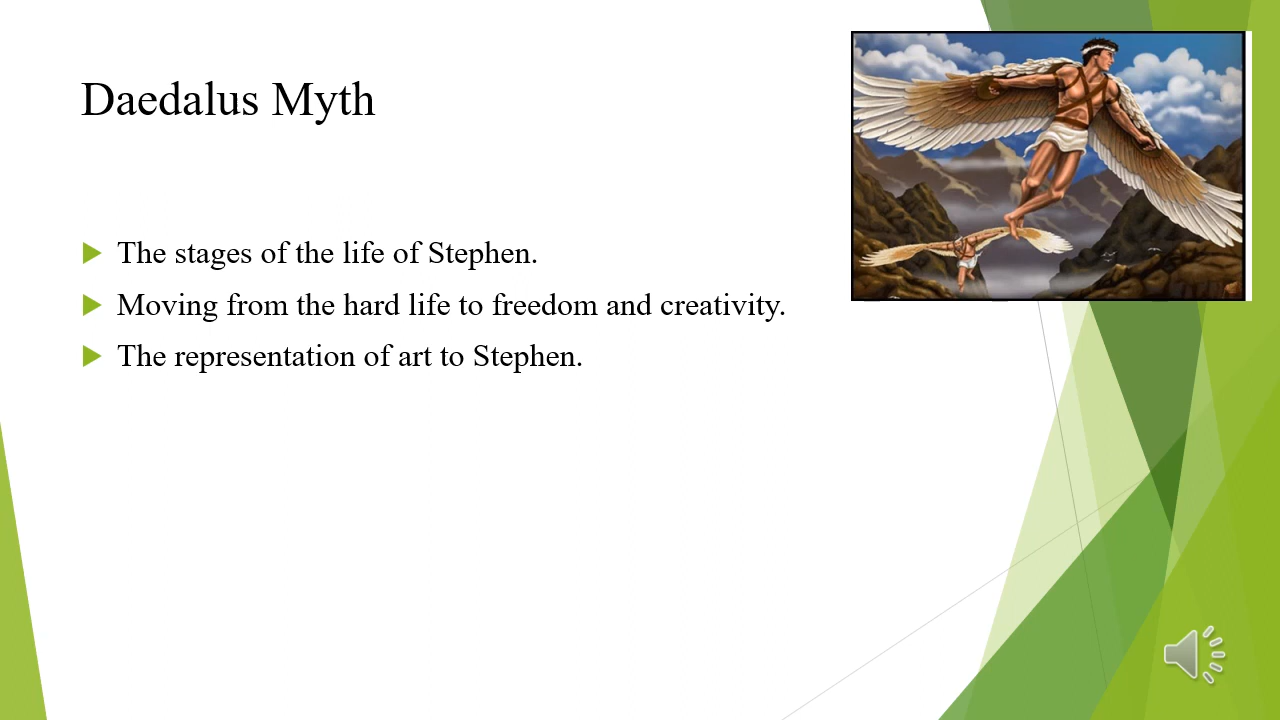 Daedalus Myth
The stages of the life of Stephen.
Moving from the hard life to freedom and creativity.
The representation of art to Stephen.